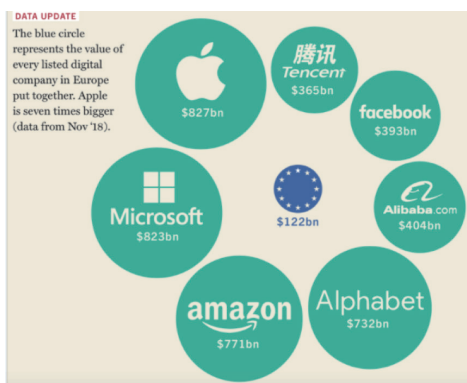 DATA UPDATE
The blue circle
represents the value of
every listed digital
company in Europe
put together. Apple
is seven times bigger
(data from Nov ’18).
$827bn
腾讯
Tencent
$365bn
facebook
$393bn
Alibaba.com
$404bn
Microsoft
$823bn
$122bn
amazon
$771bn
Alphabet
$732bn